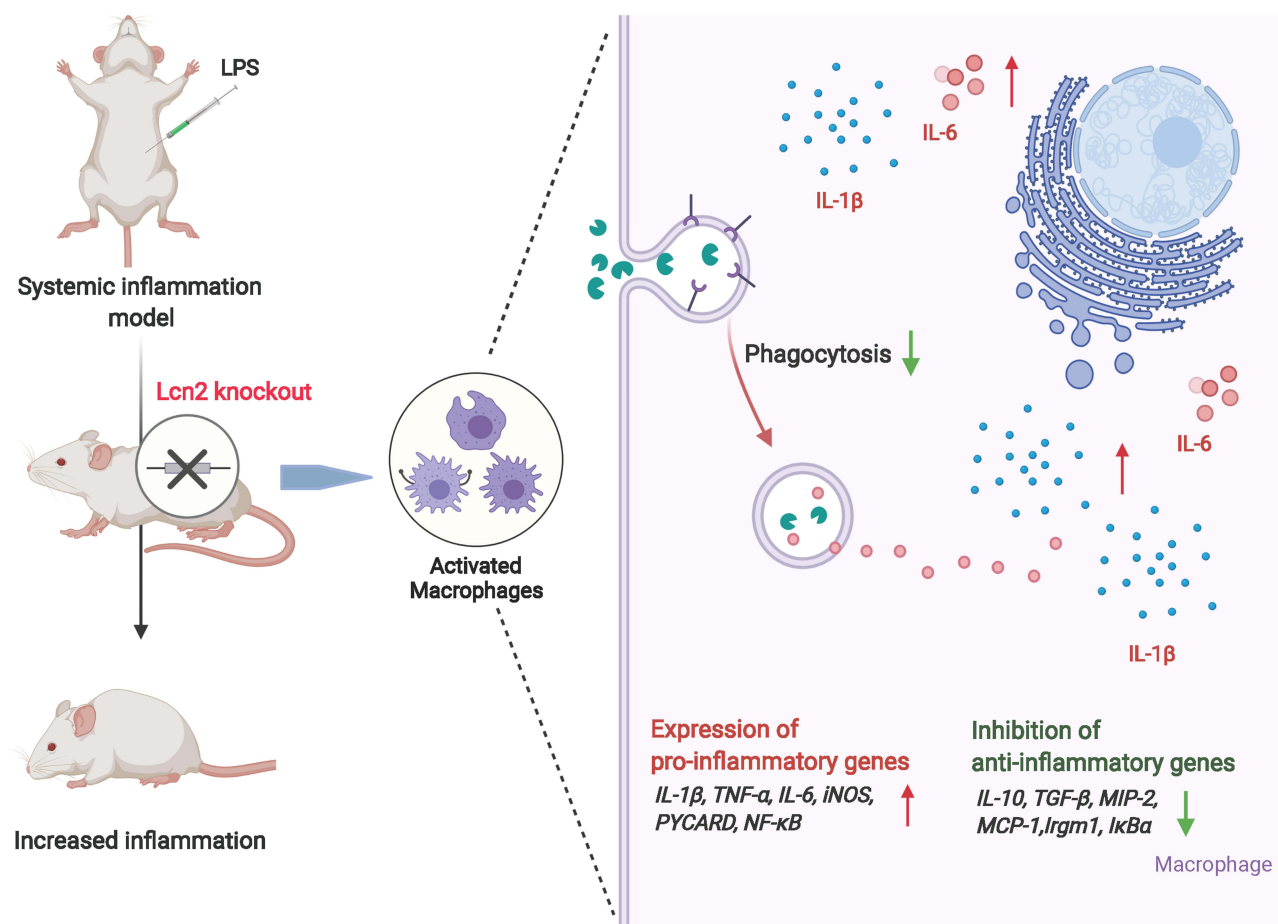 LPS
Systemic inflammation
model
Lcn2 knockout
Activated
Macrophages
Increased inflammation
IL-6
IL-1β
Phagocytosis
IL-6
IL-1β
Expression of
pro-inflammatory genes
IL-1β, TNF-α, IL-6, iNOS,
PYCARD, NF-κB
Inhibition of
anti-inflammatory genes
IL-10, TGF-β, MIP-2,
MCP-1,Irgm1, IκBα
Macrophage